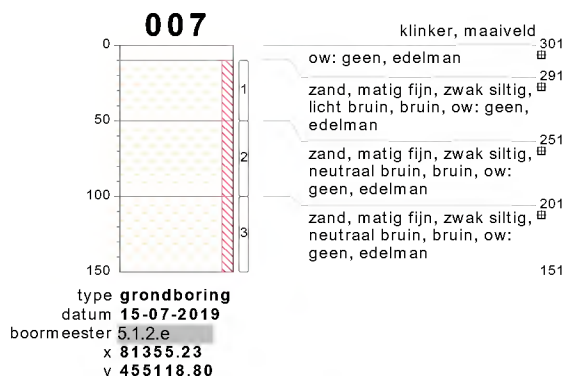 007
klinker, maaiveld
0
301
ow: geen, edelman
291
zand, matig fijn, zwak siltig,
licht bruin, bruin, ow: geen,
edelman
1
50
251
zand, matig fijn, zwak siltig,
neutraal bruin, bruin, ow:
geen, edelman
2
100
201
zand, matig fijn, zwak siltig,
neutraal bruin, bruin, ow:
geen, edelman
3
150
151
type grondboring
datum 15-07-2019
boormeester 5.1.2.e
x 81355.23
y 455118.80